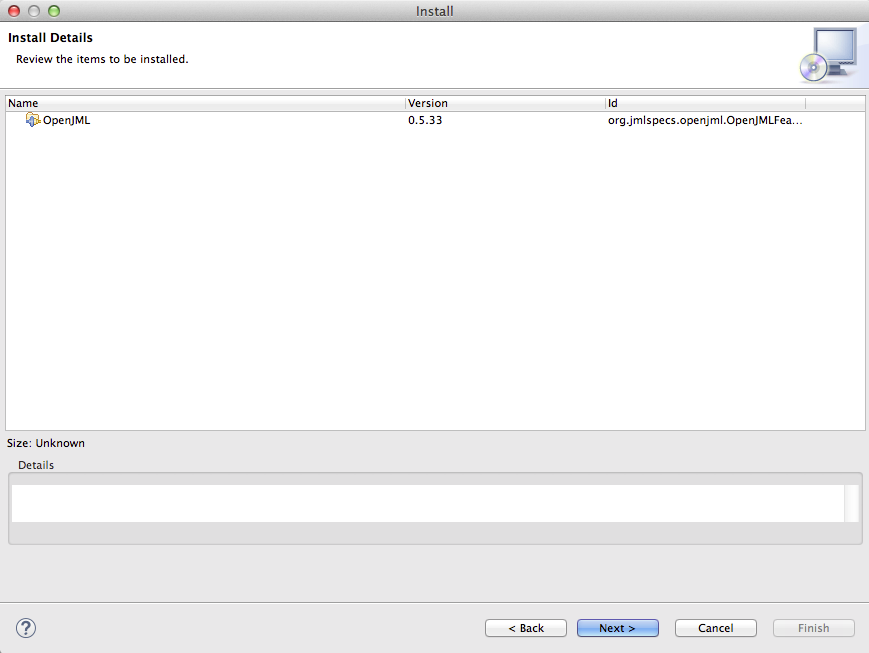 Install
Install Details
Review the items to be installed.
Name Version Id
OpenJML 0.5.33 org.jmlspecs.openjml.OpenJMLFea...
Size: Unknown
Details
? < Back Next > Cancel Finish